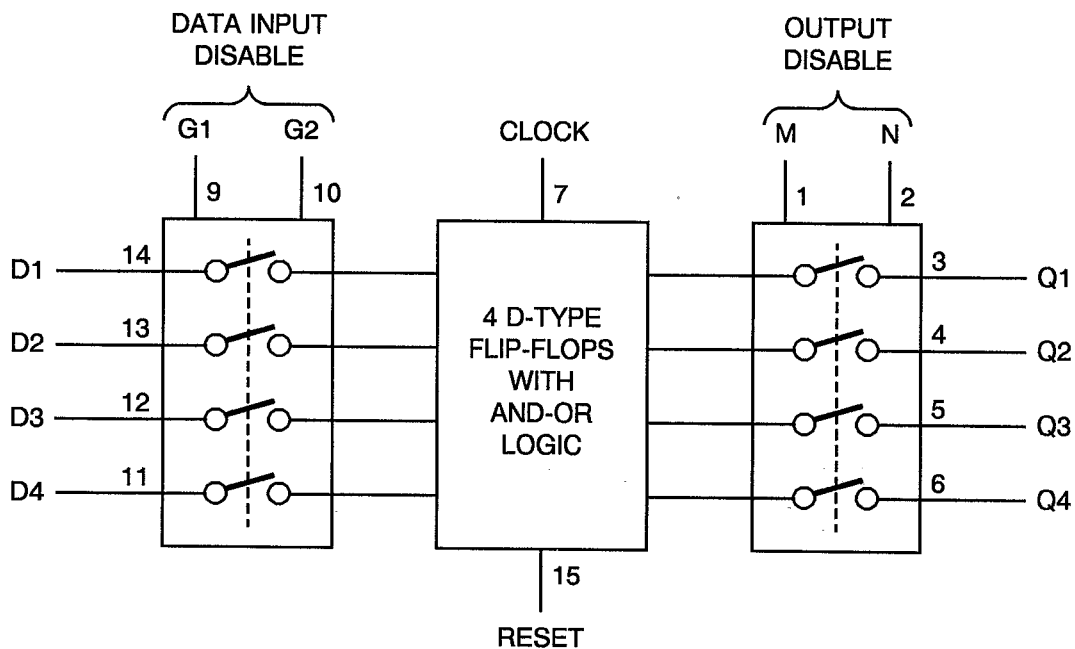 DATA INPUT
DISABLE
OUTPUT
DISABLE
G1 G2
CLOCK
M N
9 10
7
1 2
D1 14
3 Q1
D2 13
4 Q2
D3 12
5 Q3
D4 11
6 Q4
4 D-TYPE
FLIP-FLOPS
WITH
AND-OR
LOGIC
15
RESET